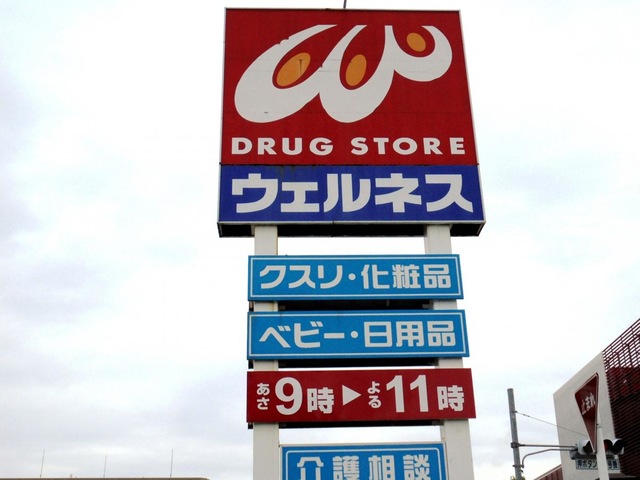 DRUG STORE
ウェルネス
クスリ・化粧品
ベビー・日用品
あさ9時▶よる11時
介護相談
止まれ